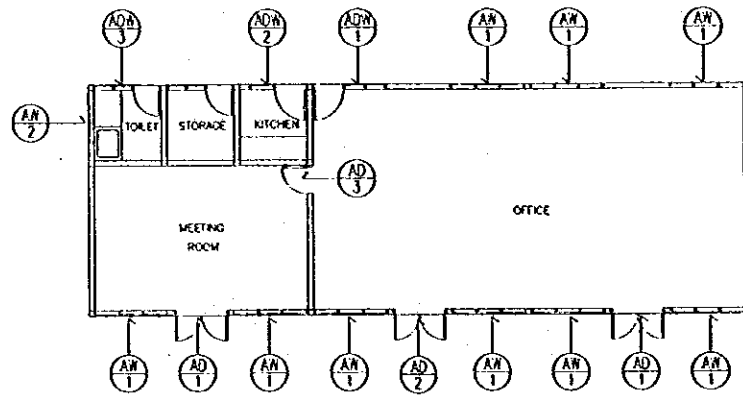 ADW ADW ADW AW AW AW
3 2 1 1 1 1
AW
2
TOILET STORAGE KITCHEN
AD
3
OFFICE
MEETING
ROOM
AW AD AW AW AD AW AW AD AW
1 1 1 1 2 1 1 1 1